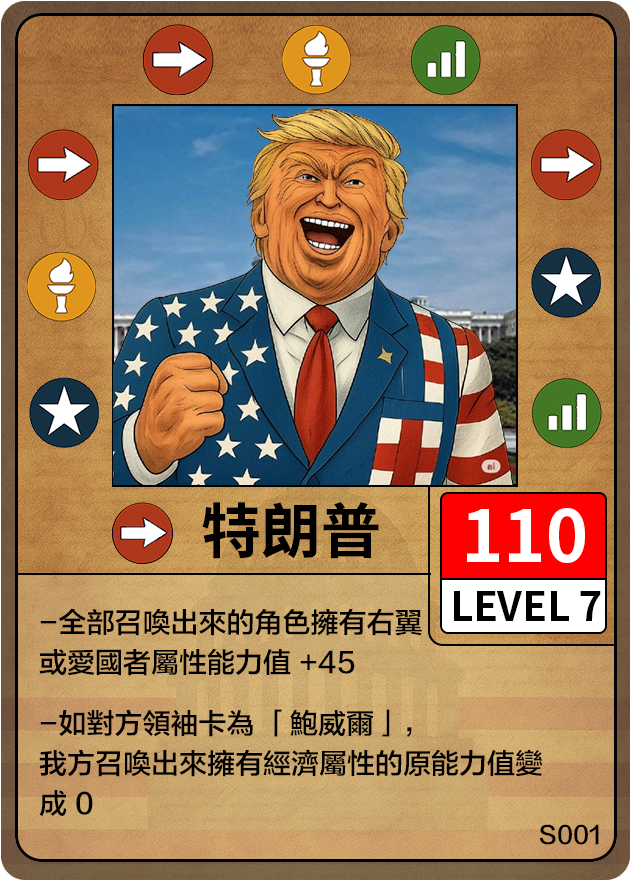 ai
特朗普
110
LEVEL 7
–全部召喚出來的角色擁有右翼
或愛國者屬性能力值 +45
–如對方領袖卡為「鮑威爾」,
我方召喚出來擁有經濟屬性的原能力值變
成 0
S001